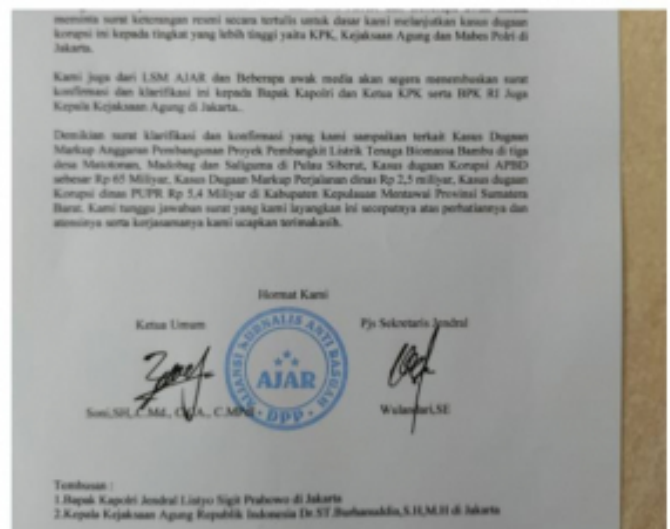 meminta surat keterangan resmi secara tertulis untuk dasar kami melanjutkan kasus dugaan
korupsi ini kepada tingkat yang lebih tinggi yaitu KPK, Kejaksaan Agung dan Mabes Polri di
Jakarta.
Kami juga dari LSM AJAR dan Beberapa awak media akan segera menembuskan surat
konfirmasi dan klarifikasi ini kepada Bapak Kapolri dan Ketua KPK serta BPK RI Juga
Kepala Kejaksaan Agung di Jakarta..
Demikian surat klarifikasi dan konfirmasi yang kami sampaikan terkait Kasus Dugaan
Markup Anggaran Pembangunan Proyek Pembangkit Listrik Tenaga Biomassa Bambu di tiga
desa Matotonan, Madobag dan Saliguma di Pulau Siberut, Kasus dugaan Korupsi APBD
sebesar Rp 65 Miliyar, Kasus Dugaan Markup Perjalanan dinas Rp 2,5 miliyar, Kasus dugaan
Korupsi dinas PUPR Rp 5,4 Miliyar di Kabupaten Kepulauan Mentawai Provinsi Sumatera
Barat. Kami tunggu jawaban surat yang kami layangkan ini secepatnya atas perhatiannya dan
atensinya serta kerjasamanya kami ucapkan terimakasih.
Hormat Kami
Ketua Umum
Pjs Sekretaris Jendral
ALIANSI JURNALIS ANTI RASUAH
AJAR
DPP
Soni,SH, C.Md.,
Wulandari,SE
Tembusan :
1.Bapak Kapolri Jendral Listyo Sigit Prabowo di Jakarta
2.Kepala Kejaksaan Agung Republik Indonesia Dr.ST.Burhanuddin,S.H,M.H di Jakarta